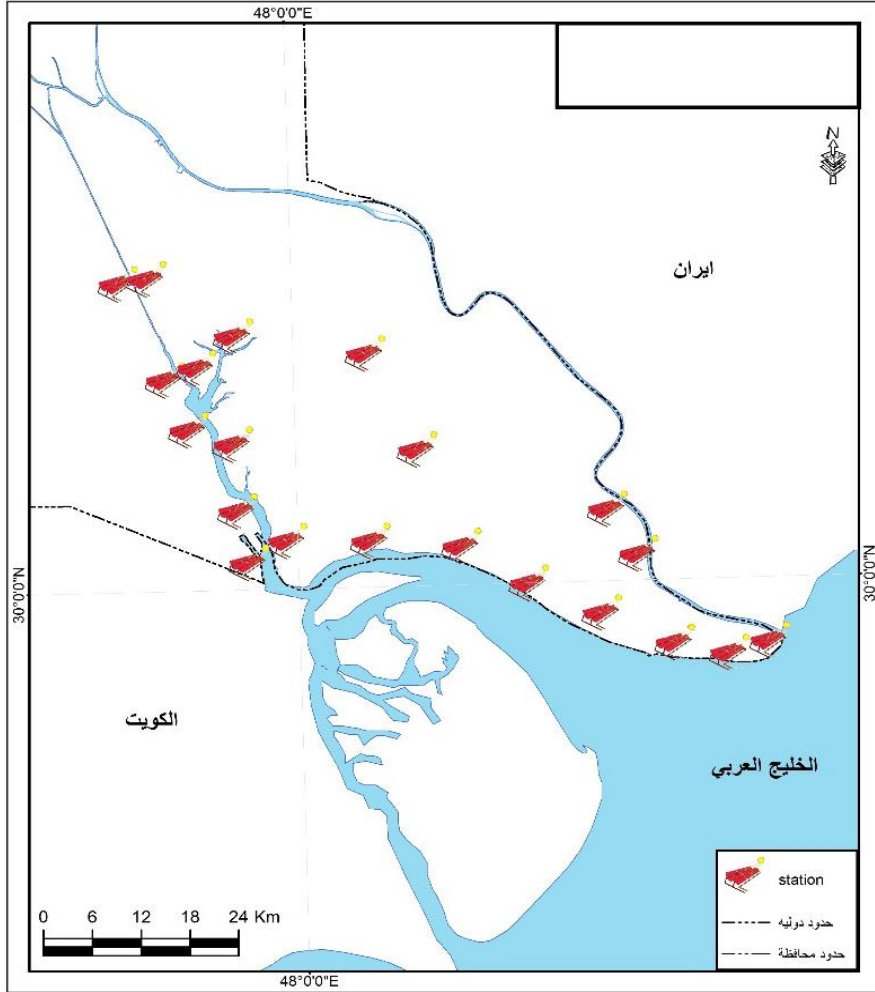 48°0'0"E
N
ايران
30°0'0"N
30°0'0"N
الكويت
الخليج العربي
station
0 6 12 18 24 Km
حدود دوليه
حدود محافظة
48°0'0"E